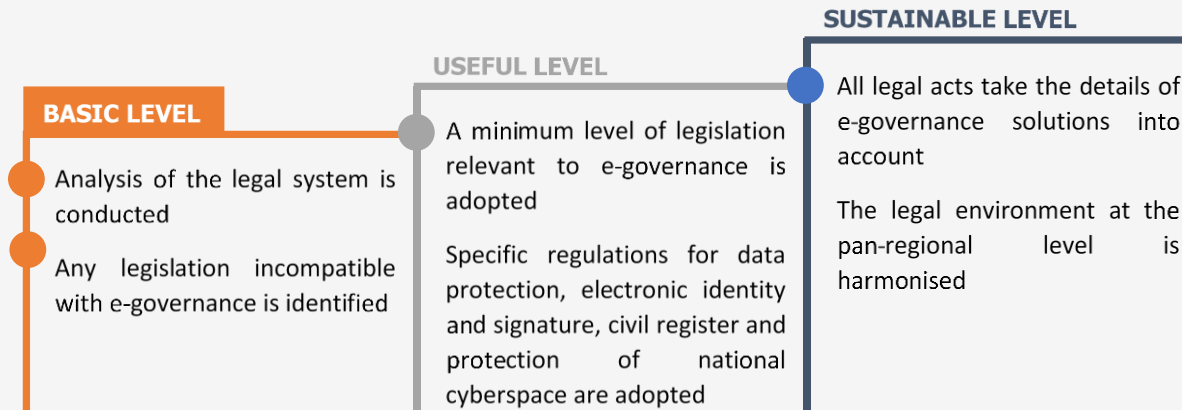 BASIC LEVEL
Analysis of the legal system is
conducted
Any legislation incompatible
with e-governance is identified
USEFUL LEVEL
A minimum level of legislation
relevant to e-governance is
adopted
Specific regulations for data
protection, electronic identity
and signature, civil register and
protection of national
cyberspace are adopted
SUSTAINABLE LEVEL
All legal acts take the details of
e-governance solutions into
account
The legal environment at the
pan-regional level is
harmonised